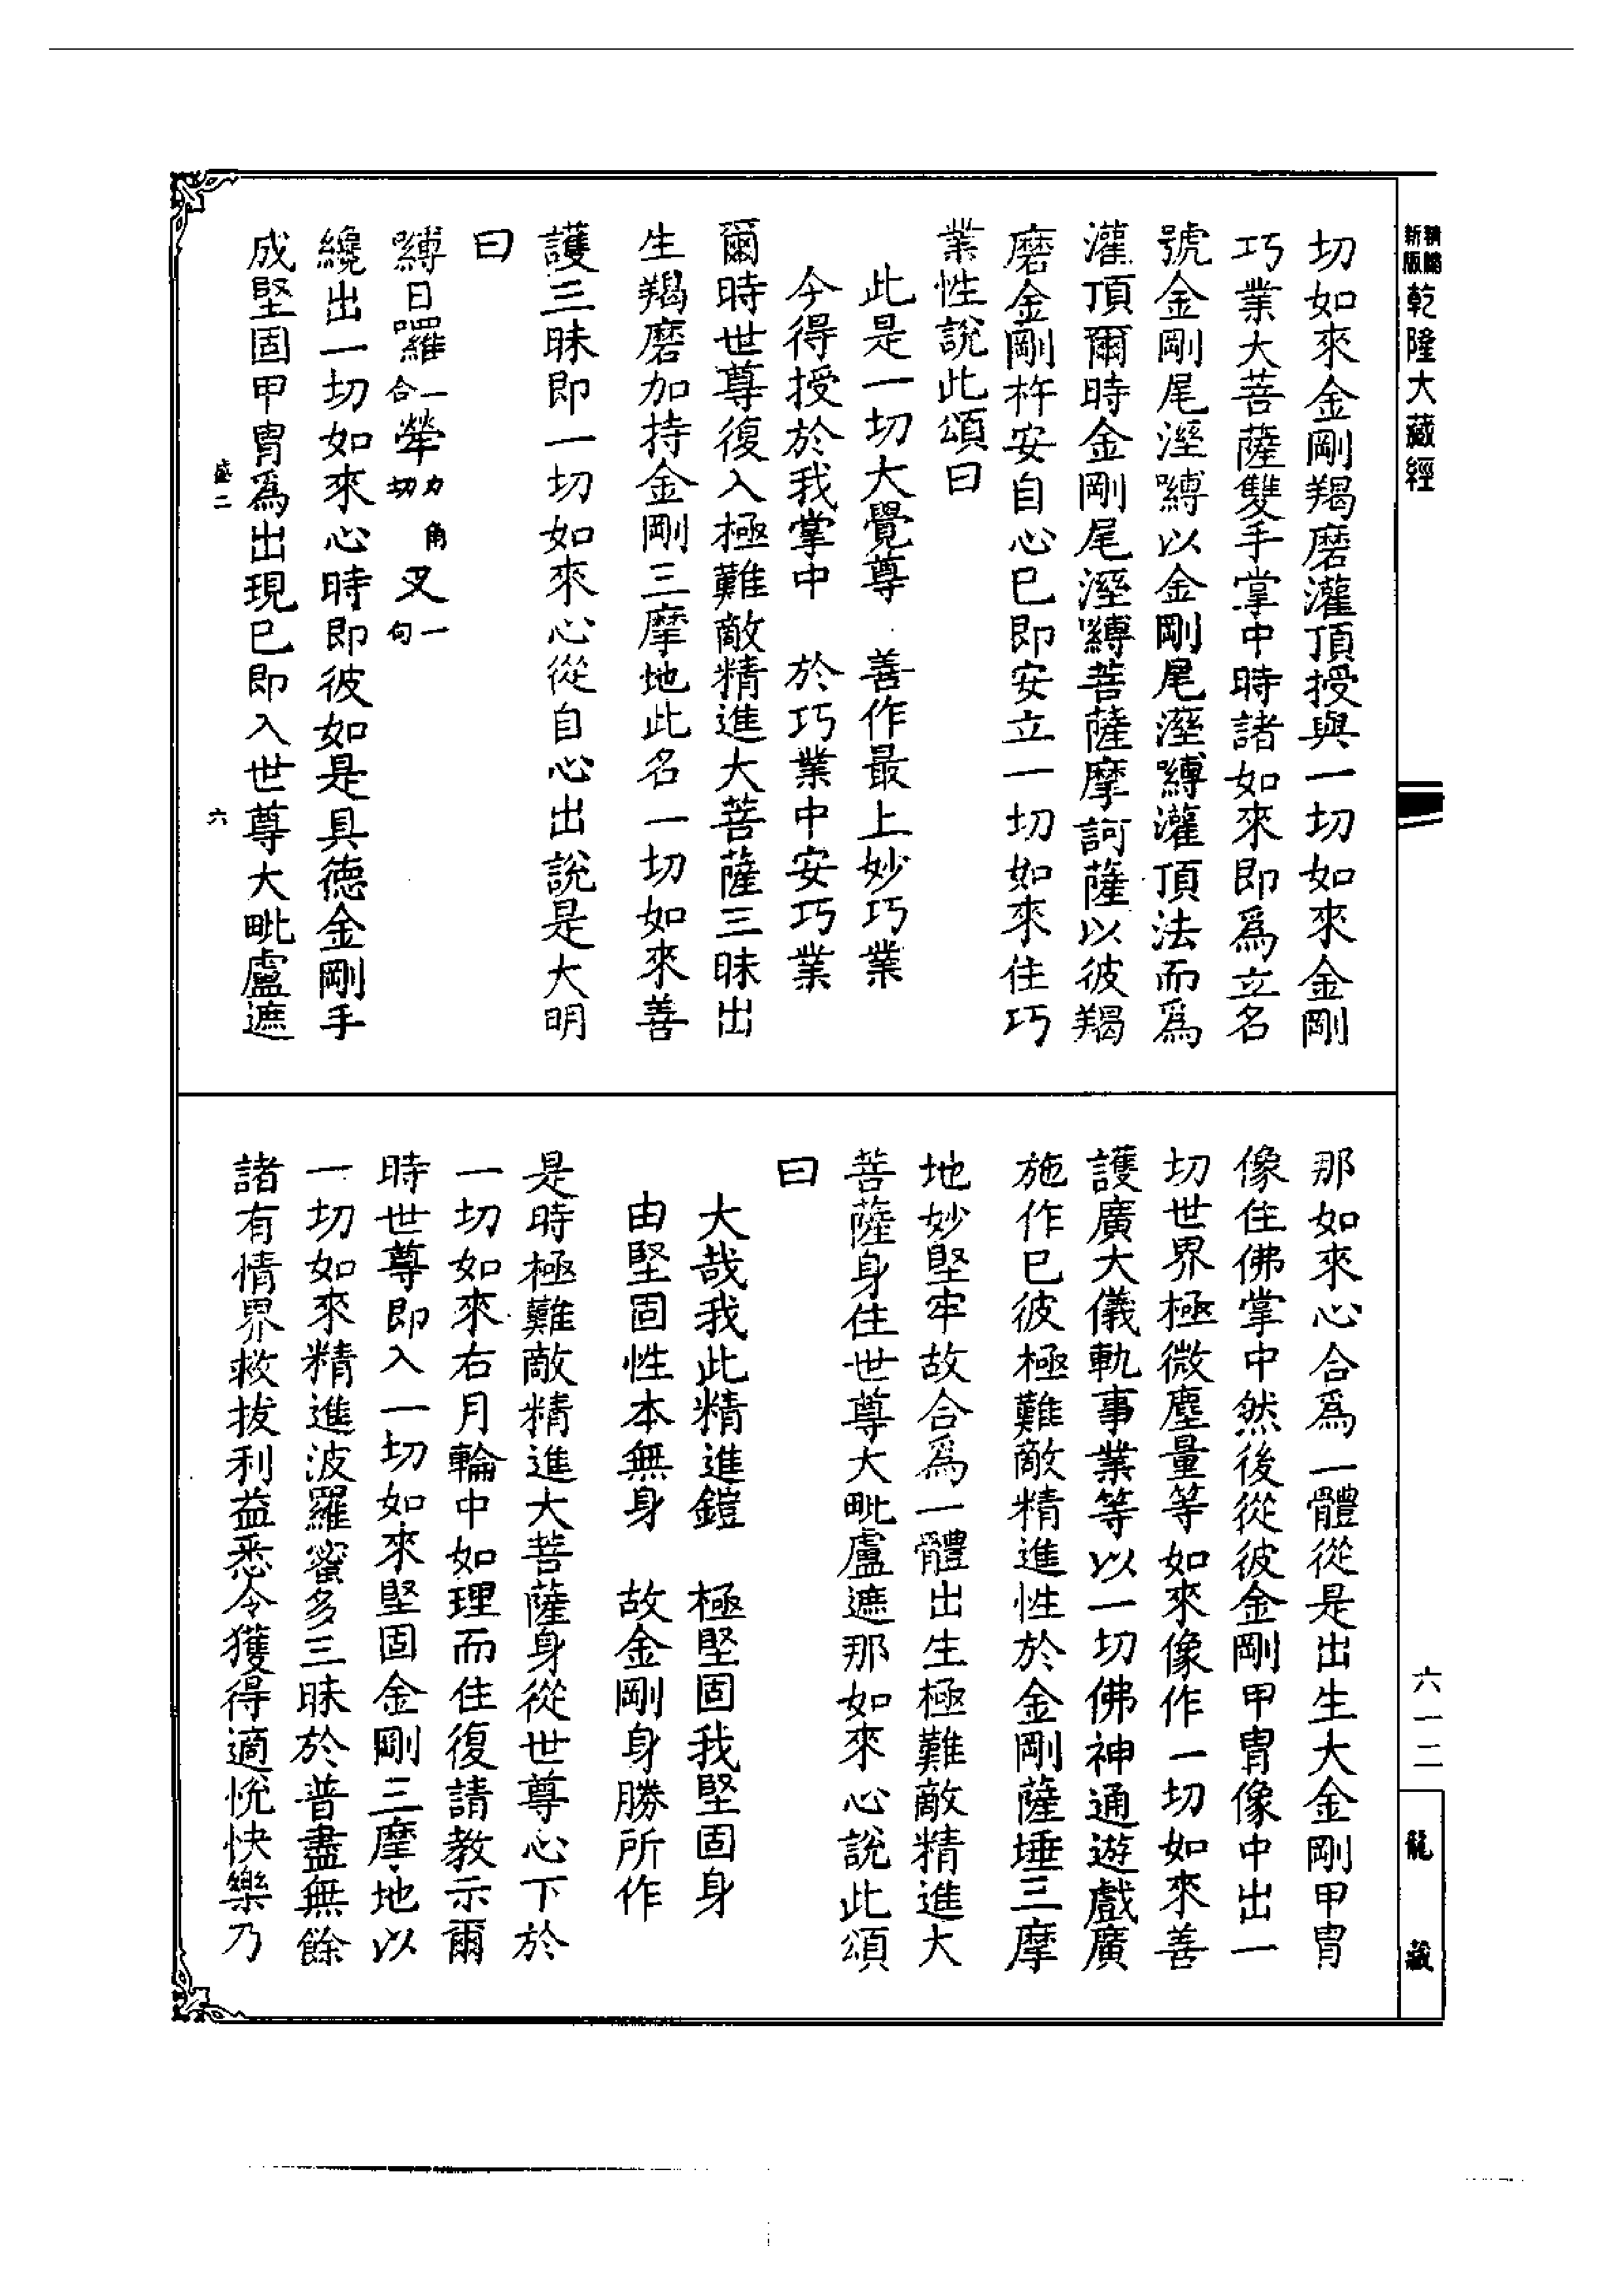 新版
精縮
乾隆大藏經
切如來金剛羯磨灌頂授與一切如來金剛
巧業大菩薩雙手掌中時諸如來即爲立名
號金剛尾溼嚩以金剛尾溼嚩灌頂法而爲
灌頂爾時金剛尾溼嚩菩薩摩訶薩以彼羯
磨金剛杵安自心已即安立一切如來住巧
業性說此頌曰
此是一切大覺尊　善作最上妙巧業
今得授於我掌中　於巧業中安巧業
爾時世尊復入極難敵精進大菩薩三昧出
生羯磨加持金剛三摩地此名一切如來善
護三昧即一切如來心從自心出說是大明
曰
嚩日囉一合犖力角切叉一句
纔出一切如來心時即彼如是具德金剛手
成堅固甲冑爲出現已即入世尊大毗盧遮
盛二
六
那如來心合爲一體從是出生大金剛甲冑
像住佛掌中然後從彼金剛甲冑像中出一
切世界極微塵量等如來像作一切如來善
護廣大儀軌事業等以一切佛神通遊戲廣
施作已彼極難敵精進性於金剛薩埵三摩
地妙堅牢故合爲一體出生極難敵精進大
菩薩身住世尊大毗盧遮那如來心說此頌
曰
大哉我此精進鎧　極堅固我堅固身
由堅固性本無身　故金剛身勝所作
是時極難敵精進大菩薩身從世尊心下於
一切如來右月輪中如理而住復請教示爾
時世尊即入一切如來堅固金剛三摩地以
一切如來精進波羅蜜多三昧於普盡無餘
諸有情界救拔利益悉令獲得適悅快樂乃
六一二
龍藏